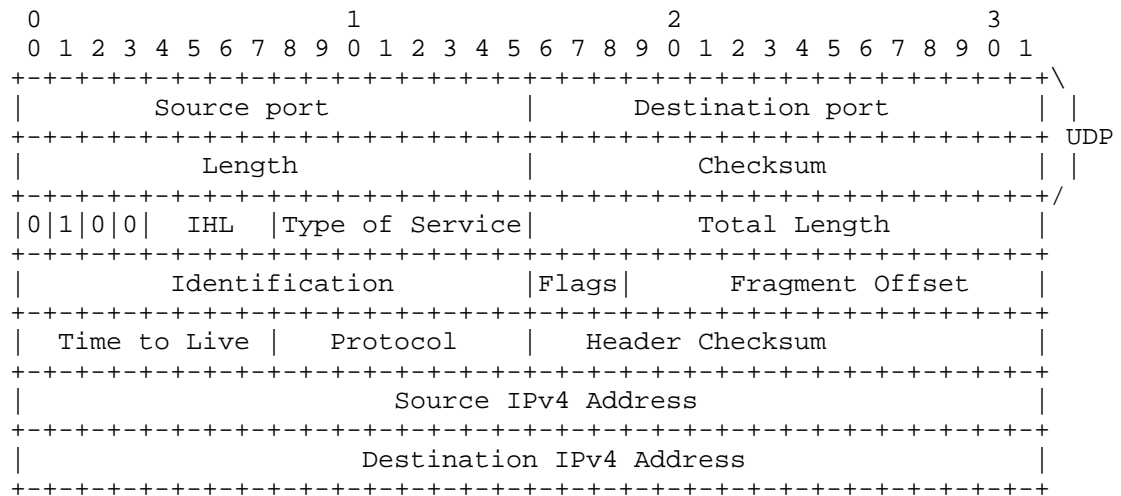 0                   1                   2                   3
 0 1 2 3 4 5 6 7 8 9 0 1 2 3 4 5 6 7 8 9 0 1 2 3 4 5 6 7 8 9 0 1
+-+-+-+-+-+-+-+-+-+-+-+-+-+-+-+-+-+-+-+-+-+-+-+-+-+-+-+-+-+-+-+-+\
|        Source port            |      Destination port         | |
+-+-+-+-+-+-+-+-+-+-+-+-+-+-+-+-+-+-+-+-+-+-+-+-+-+-+-+-+-+-+-+-+ UDP
|           Length              |          Checksum             | |
+-+-+-+-+-+-+-+-+-+-+-+-+-+-+-+-+-+-+-+-+-+-+-+-+-+-+-+-+-+-+-+-+/
|0|1|0|0|  IHL  |Type of Service|          Total Length         |
+-+-+-+-+-+-+-+-+-+-+-+-+-+-+-+-+-+-+-+-+-+-+-+-+-+-+-+-+-+-+-+-+
|         Identification        |Flags|      Fragment Offset    |
+-+-+-+-+-+-+-+-+-+-+-+-+-+-+-+-+-+-+-+-+-+-+-+-+-+-+-+-+-+-+-+-+
|  Time to Live |   Protocol    |   Header Checksum             |
+-+-+-+-+-+-+-+-+-+-+-+-+-+-+-+-+-+-+-+-+-+-+-+-+-+-+-+-+-+-+-+-+
|                       Source IPv4 Address                     |
+-+-+-+-+-+-+-+-+-+-+-+-+-+-+-+-+-+-+-+-+-+-+-+-+-+-+-+-+-+-+-+-+
|                     Destination IPv4 Address                  |
+-+-+-+-+-+-+-+-+-+-+-+-+-+-+-+-+-+-+-+-+-+-+-+-+-+-+-+-+-+-+-+-+